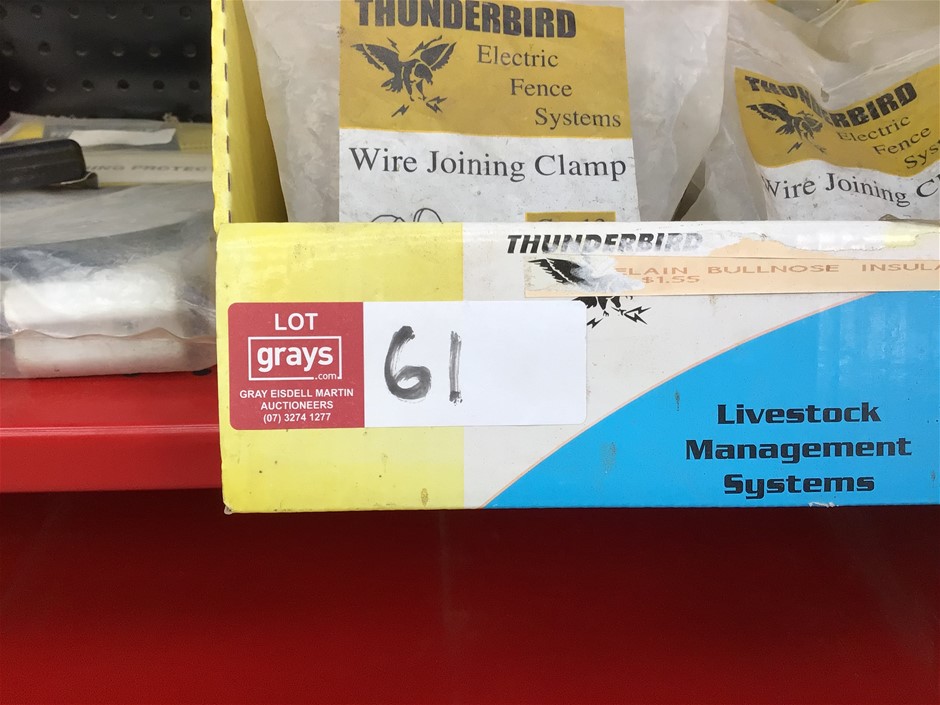 THUNDERBIRD
Electric
Fence
Systems
Wire Joining Clamp
THUNDERBIRD
Electric
Fence
Wire Joining
THUNDERBIRD
BULLNOSE
$1.55
LOT
grays
.com
GRAY EISDELL MARTIN
AUCTIONEERS
(07) 3274 1277
61
Livestock
Management
Systems